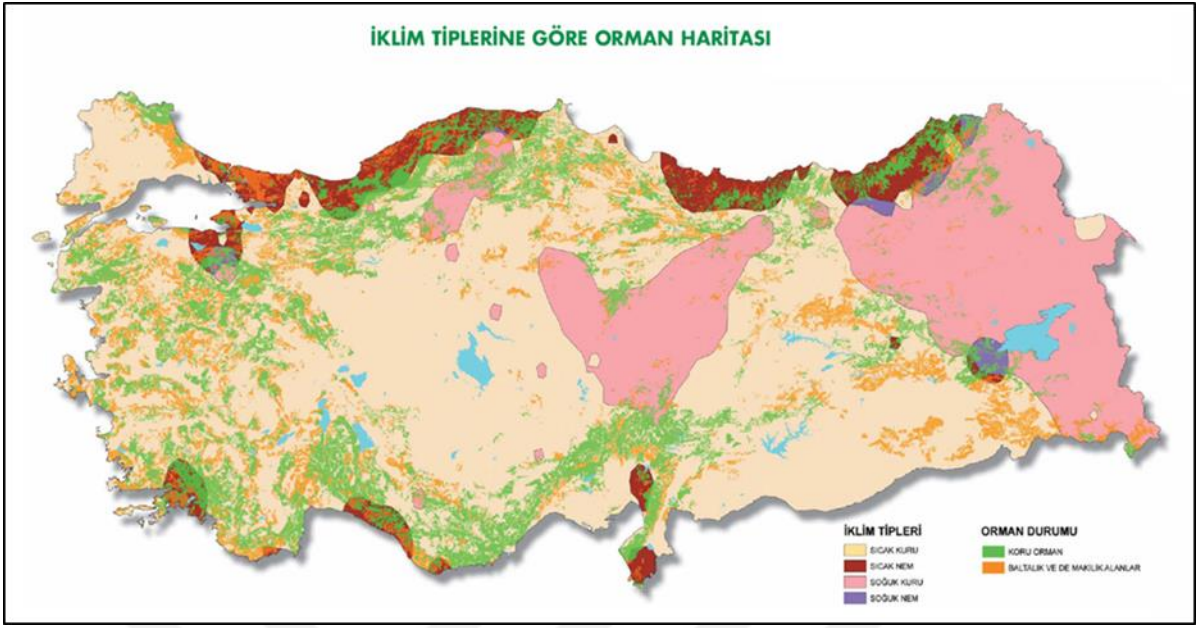 İKLİM TİPLERİNE GÖRE ORMAN HARİTASI
İKLİM TİPLERİ
SICAK KURU
SICAK NEM
SOĞUK KURU
SOĞUK NEM
ORMAN DURUMU
KORU ORMAN
BALTALIK VE DE MAKİLİK ALANLAR